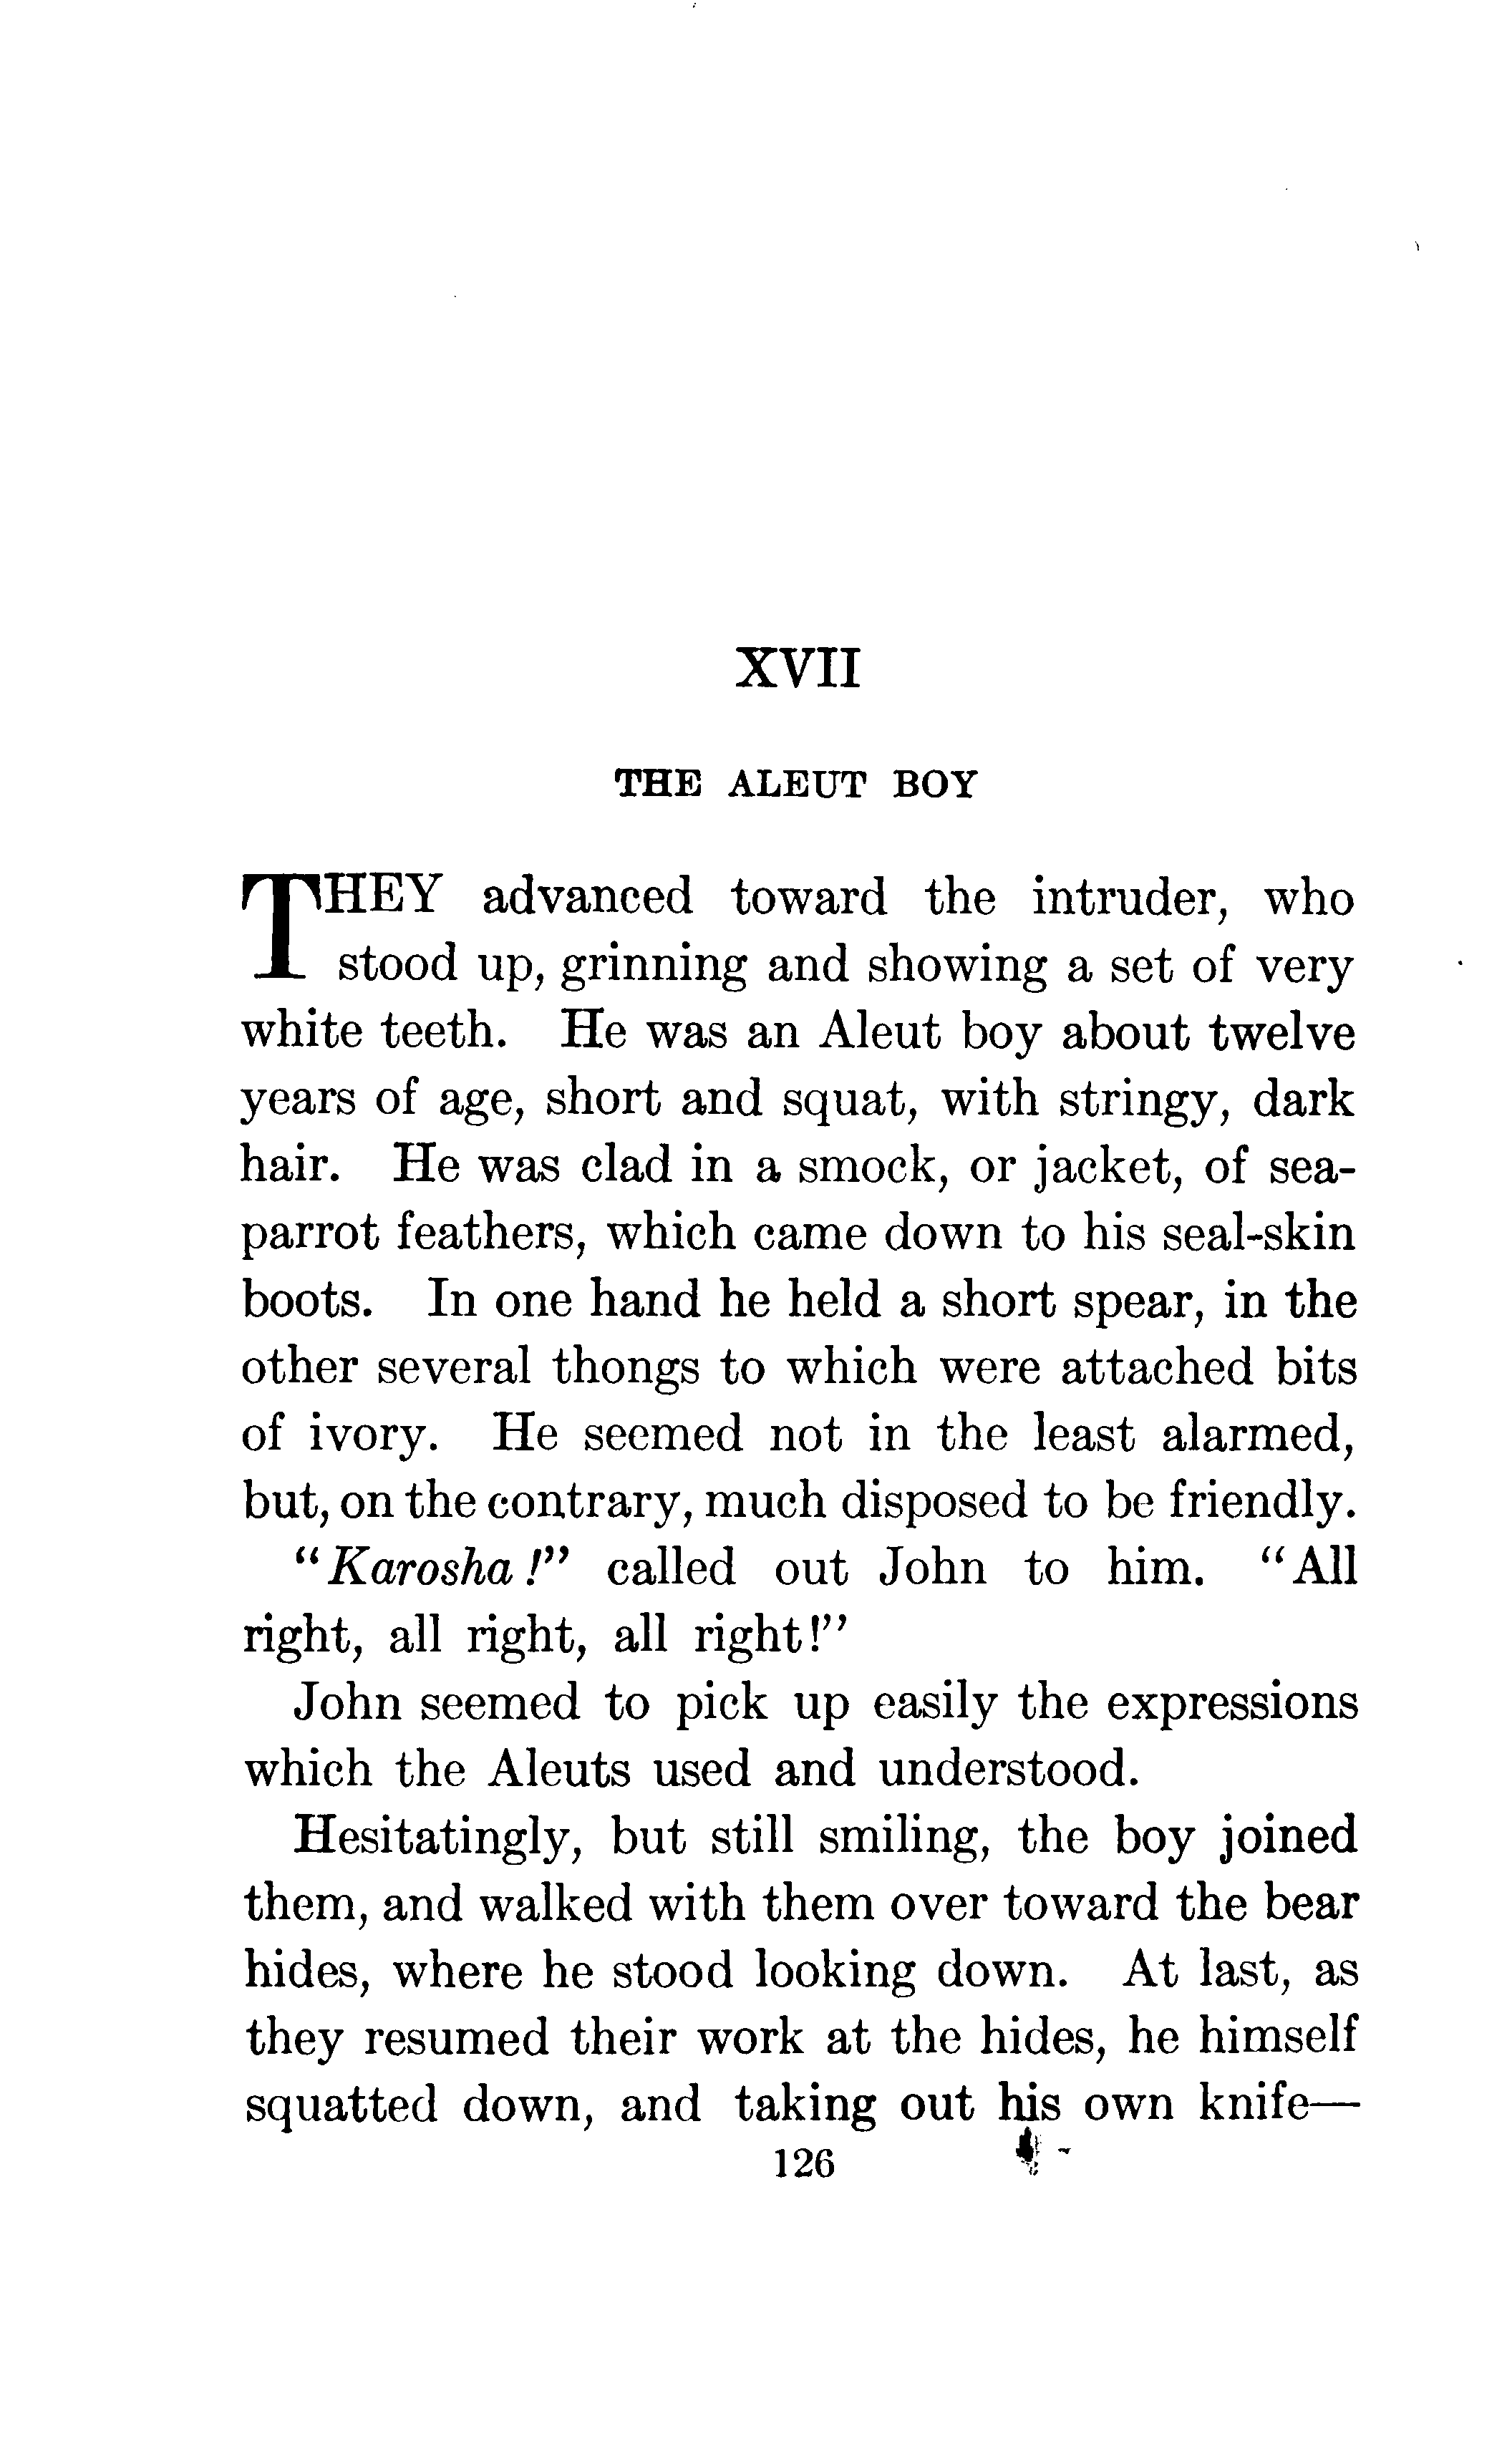 XVII
THE ALEUT BOY
THEY advanced toward the intruder, who
stood up, grinning and showing a set of very
white teeth. He was an Aleut boy about twelve
years of age, short and squat, with stringy, dark
hair. He was clad in a smock, or jacket, of sea-
parrot feathers, which came down to his seal-skin
boots. In one hand he held a short spear, in the
other several thongs to which were attached bits
of ivory. He seemed not in the least alarmed,
but, on the contrary, much disposed to be friendly.
"Karosha!" called out John to him. "All
right, all right, all right!"
John seemed to pick up easily the expressions
which the Aleuts used and understood.
Hesitatingly, but still smiling, the boy joined
them, and walked with them over toward the bear
hides, where he stood looking down. At last, as
they resumed their work at the hides, he himself
squatted down, and taking out his own knife—
126